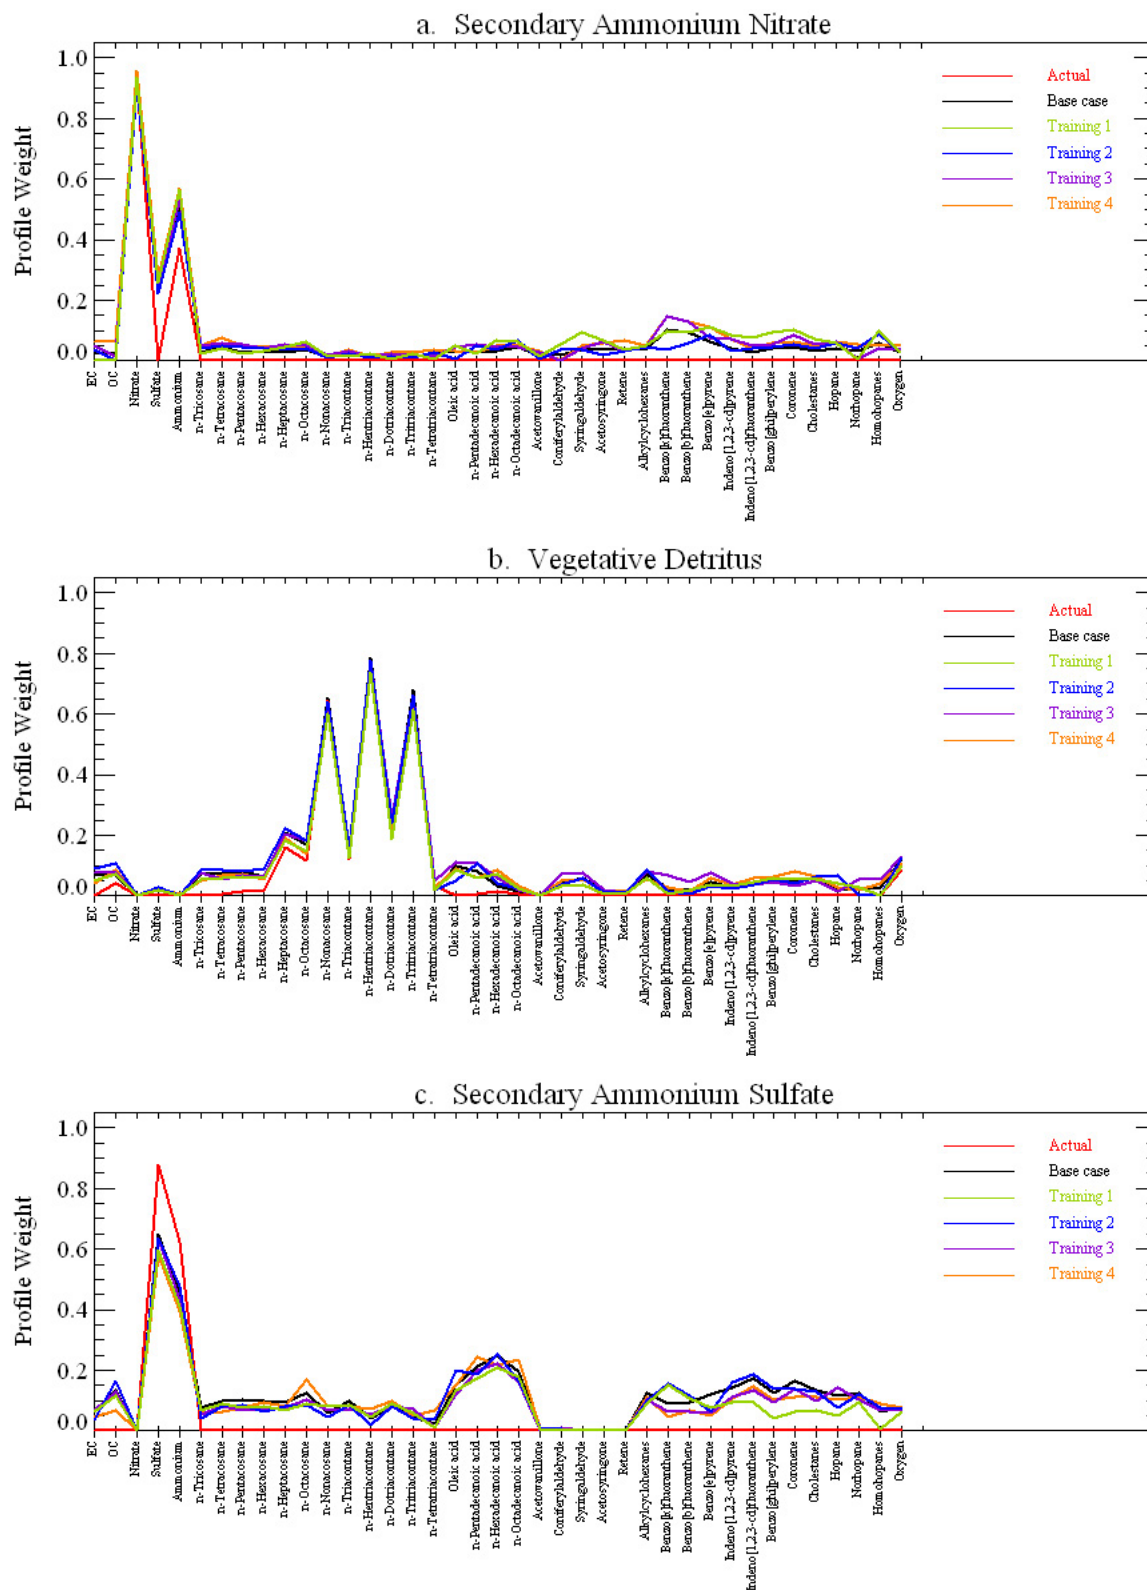 a. Secondary Ammonium Nitrate
Profile Weight
1.0
0.8
0.6
0.4
0.2
0.0
Actual
Base case
Training 1
Training 2
Training 3
Training 4
EC
OC
Nitrate
Sulfate
Ammonium
n-Tricosane
n-Tetracosane
n-Pentacosane
n-Hexacosane
n-Heptacosane
n-Octacosane
n-Nonacosane
n-Triacontane
n-Hentriacontane
n-Dotriacontane
n-Tritriacontane
n-Tetratriacontane
Oleic acid
n-Pentadecanoic acid
n-Hexadecanoic acid
n-Octadecanoic acid
Acetovanillone
Coniferylaldehyde
Syringaldehyde
Acetosyringone
Retene
Alkylcyclohexanes
Benzo[k]fluoranthene
Benzo[b]fluoranthene
Benzo[e]pyrene
Indeno[1,2,3-cd]pyrene
Indeno[1,2,3-cd]fluoranthene
Benzo[ghi]perylene
Coronene
Cholestanes
Hopane
Norhopane
Homohopanes
Oxygen
b. Vegetative Detritus
Profile Weight
1.0
0.8
0.6
0.4
0.2
0.0
Actual
Base case
Training 1
Training 2
Training 3
Training 4
EC
OC
Nitrate
Sulfate
Ammonium
n-Tricosane
n-Tetracosane
n-Pentacosane
n-Hexacosane
n-Heptacosane
n-Octacosane
n-Nonacosane
n-Triacontane
n-Hentriacontane
n-Dotriacontane
n-Tritriacontane
n-Tetratriacontane
Oleic acid
n-Pentadecanoic acid
n-Hexadecanoic acid
n-Octadecanoic acid
Acetovanillone
Coniferylaldehyde
Syringaldehyde
Acetosyringone
Retene
Alkylcyclohexanes
Benzo[k]fluoranthene
Benzo[b]fluoranthene
Benzo[e]pyrene
Indeno[1,2,3-cd]pyrene
Indeno[1,2,3-cd]fluoranthene
Benzo[ghi]perylene
Coronene
Cholestanes
Hopane
Norhopane
Homohopanes
Oxygen
c. Secondary Ammonium Sulfate
Profile Weight
1.0
0.8
0.6
0.4
0.2
0.0
Actual
Base case
Training 1
Training 2
Training 3
Training 4
EC
OC
Nitrate
Sulfate
Ammonium
n-Tricosane
n-Tetracosane
n-Pentacosane
n-Hexacosane
n-Heptacosane
n-Octacosane
n-Nonacosane
n-Triacontane
n-Hentriacontane
n-Dotriacontane
n-Tritriacontane
n-Tetratriacontane
Oleic acid
n-Pentadecanoic acid
n-Hexadecanoic acid
n-Octadecanoic acid
Acetovanillone
Coniferylaldehyde
Syringaldehyde
Acetosyringone
Retene
Alkylcyclohexanes
Benzo[k]fluoranthene
Benzo[b]fluoranthene
Benzo[e]pyrene
Indeno[1,2,3-cd]pyrene
Indeno[1,2,3-cd]fluoranthene
Benzo[ghi]perylene
Coronene
Cholestanes
Hopane
Norhopane
Homohopanes
Oxygen